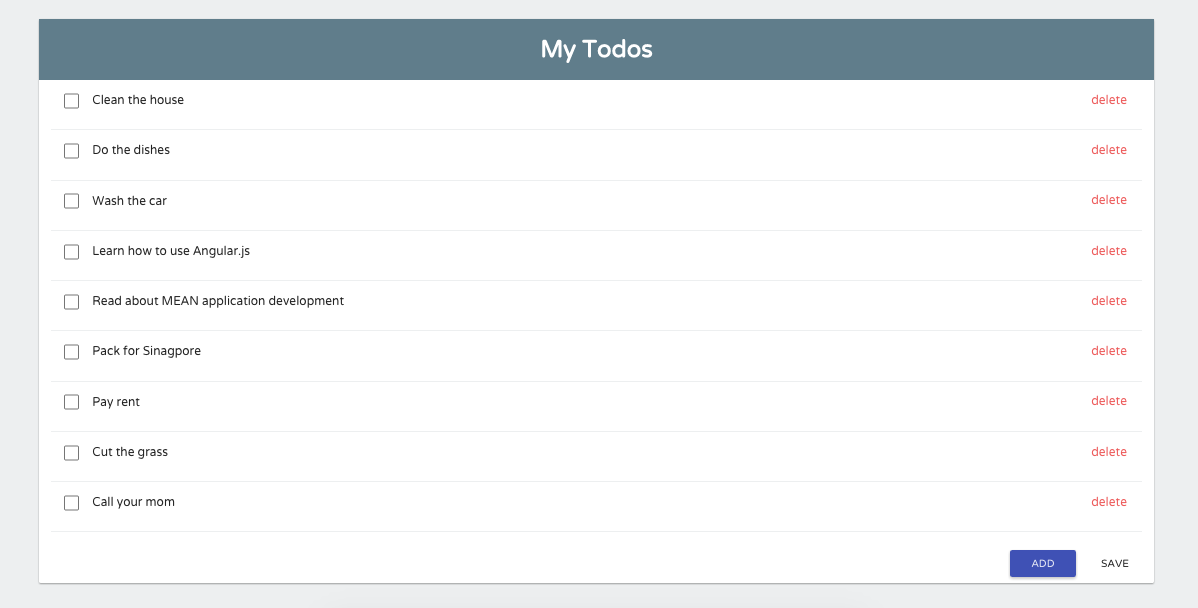 My Todos
Clean the house delete
Do the dishes delete
Wash the car delete
Learn how to use Angular.js delete
Read about MEAN application development delete
Pack for Sinagpore delete
Pay rent delete
Cut the grass delete
Call your mom delete
ADD SAVE